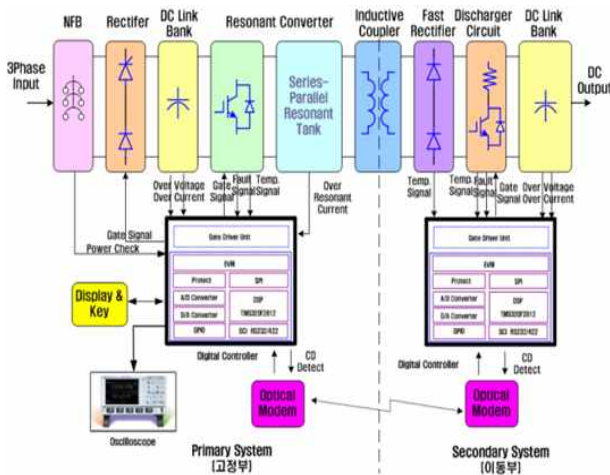 NFB
Rectifer
DC Link
Bank
Resonant Converter
Inductive
Coupler
Fast
Rectifier
Discharger
Circuit
DC Link
Bank
3Phase
Input
Series-
Parallel
Resonant
Tank
DC
Output
Over Voltage
Over Current
Gate
Signal
Fault
Signal
Temp.
Signal
Over
Resonant
Current
Temp.
Signal
Temp.
Signal
Fault
Signal
Gate
Signal
Over Voltage
Over Current
Gate Signal
Power Check
Gate Driver Unit
EVM
Protect
SPI
A/D Converter
D/A Converter
DSP
TMS320F2812
GPIO
SCI RS232/422
Gate Driver Unit
EVM
Protect
SPI
A/D Converter
D/A Converter
DSP
TMS320F2812
GPIO
SCI RS232/422
Display &
Key
Digital Controller
CD
Detect
Digital Controller
CD
Detect
Optical
Modem
Optical
Modem
Oscilloscope
Primary System
[고정부]
Secondary System
[이동부]